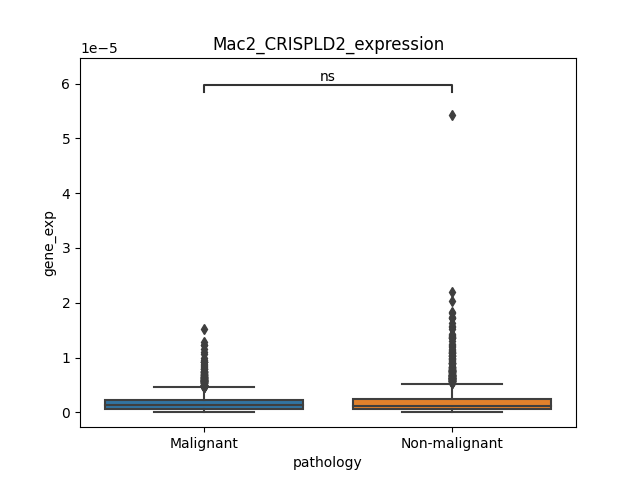 Mac2_CRISPLD2_expression
1e−5
ns
6
5
4
3
2
1
0
gene_exp
Malignant
Non-malignant
pathology